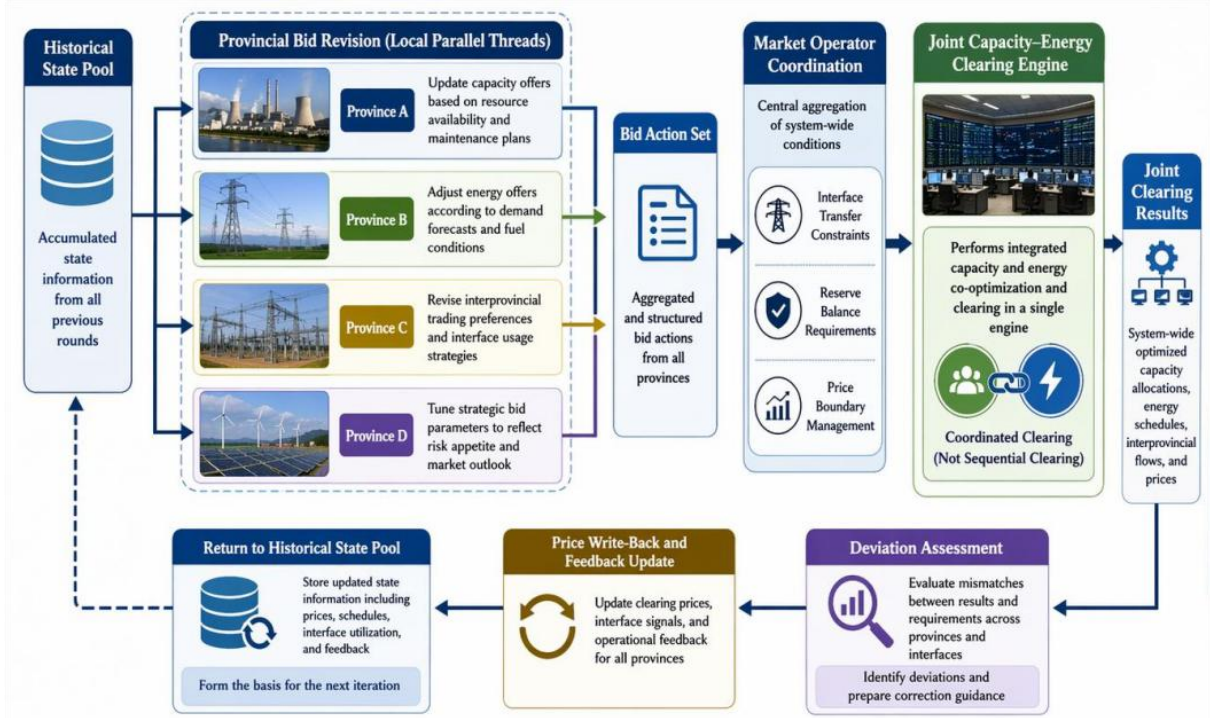 Historical
State Pool
Accumulated
state
information
from all
previous
rounds
Provincial Bid Revision (Local Parallel Threads)
Province A
Update capacity offers
based on resource
availability and
maintenance plans
Province B
Adjust energy offers
according to demand
forecasts and fuel
conditions
Province C
Revise interprovincial
trading preferences
and interface usage
strategies
Province D
Tune strategic bid
parameters to reflect
risk appetite and
market outlook
Bid Action Set
Aggregated
and structured
bid actions
from all
provinces
Market Operator
Coordination
Central aggregation
of system-wide
conditions
Interface
Transfer
Constraints
Reserve
Balance
Requirements
Price
Boundary
Management
Joint Capacity–Energy
Clearing Engine
Performs integrated
capacity and energy
co-optimization and
clearing in a single
engine
Coordinated Clearing
(Not Sequential Clearing)
Joint
Clearing
Results
System-wide
optimized
capacity
allocations,
energy
schedules,
interprovincial
flows, and
prices
Return to Historical State Pool
Store updated state
information including
prices, schedules,
interface utilization,
and feedback
Form the basis for the next iteration
Price Write-Back and
Feedback Update
Update clearing prices,
interface signals, and
operational feedback
for all provinces
Deviation Assessment
Evaluate mismatches
between results and
requirements across
provinces and
interfaces
Identify deviations and
prepare correction guidance